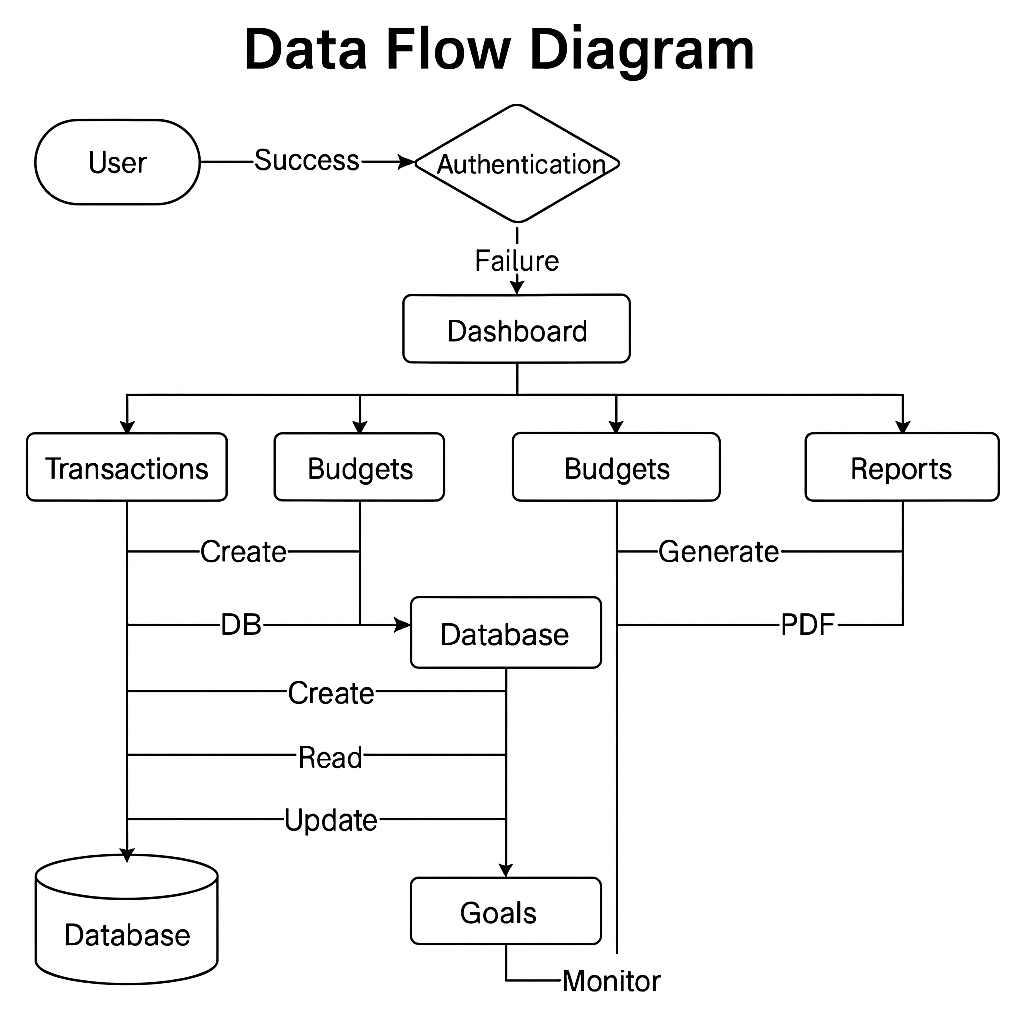 Data Flow Diagram
User
Success
Authentication
Failure
Dashboard
Transactions
Budgets
Budgets
Reports
Create
Generate
DB
Database
PDF
Create
Read
Update
Goals
Database
Monitor